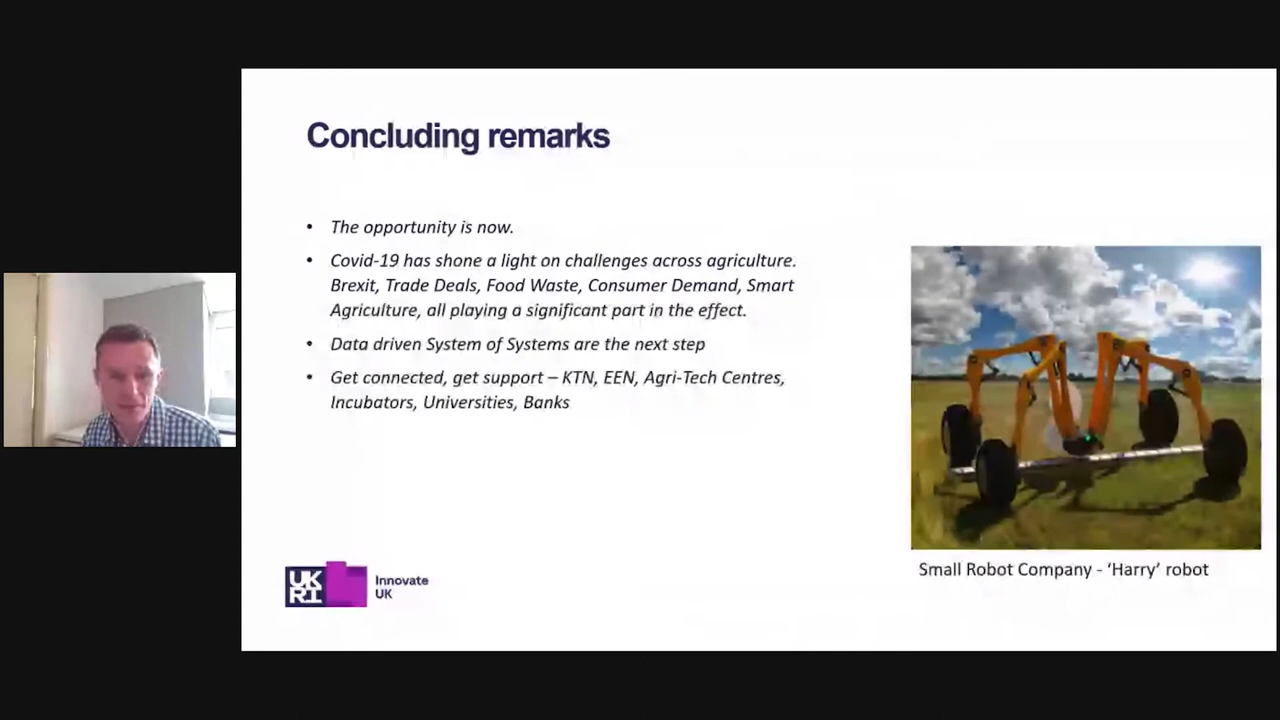 Concluding remarks
• The opportunity is now.
• Covid-19 has shone a light on challenges across agriculture.
Brexit, Trade Deals, Food Waste, Consumer Demand, Smart
Agriculture, all playing a significant part in the effect.
• Data driven System of Systems are the next step
• Get connected, get support – KTN, EEN, Agri-Tech Centres,
Incubators, Universities, Banks
Small Robot Company - ‘Harry’ robot
UK
RI
Innovate
UK